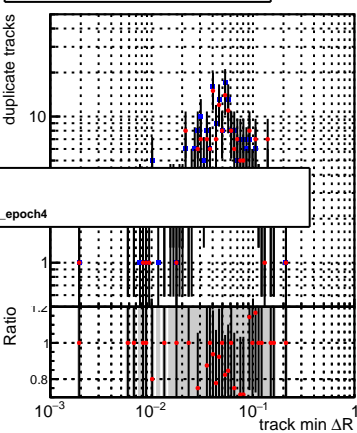 duplicate tracks
10
_epoch4
1
Ratio
1.2
1
0.8
10−3 10−2 10−1 1
track min ΔR